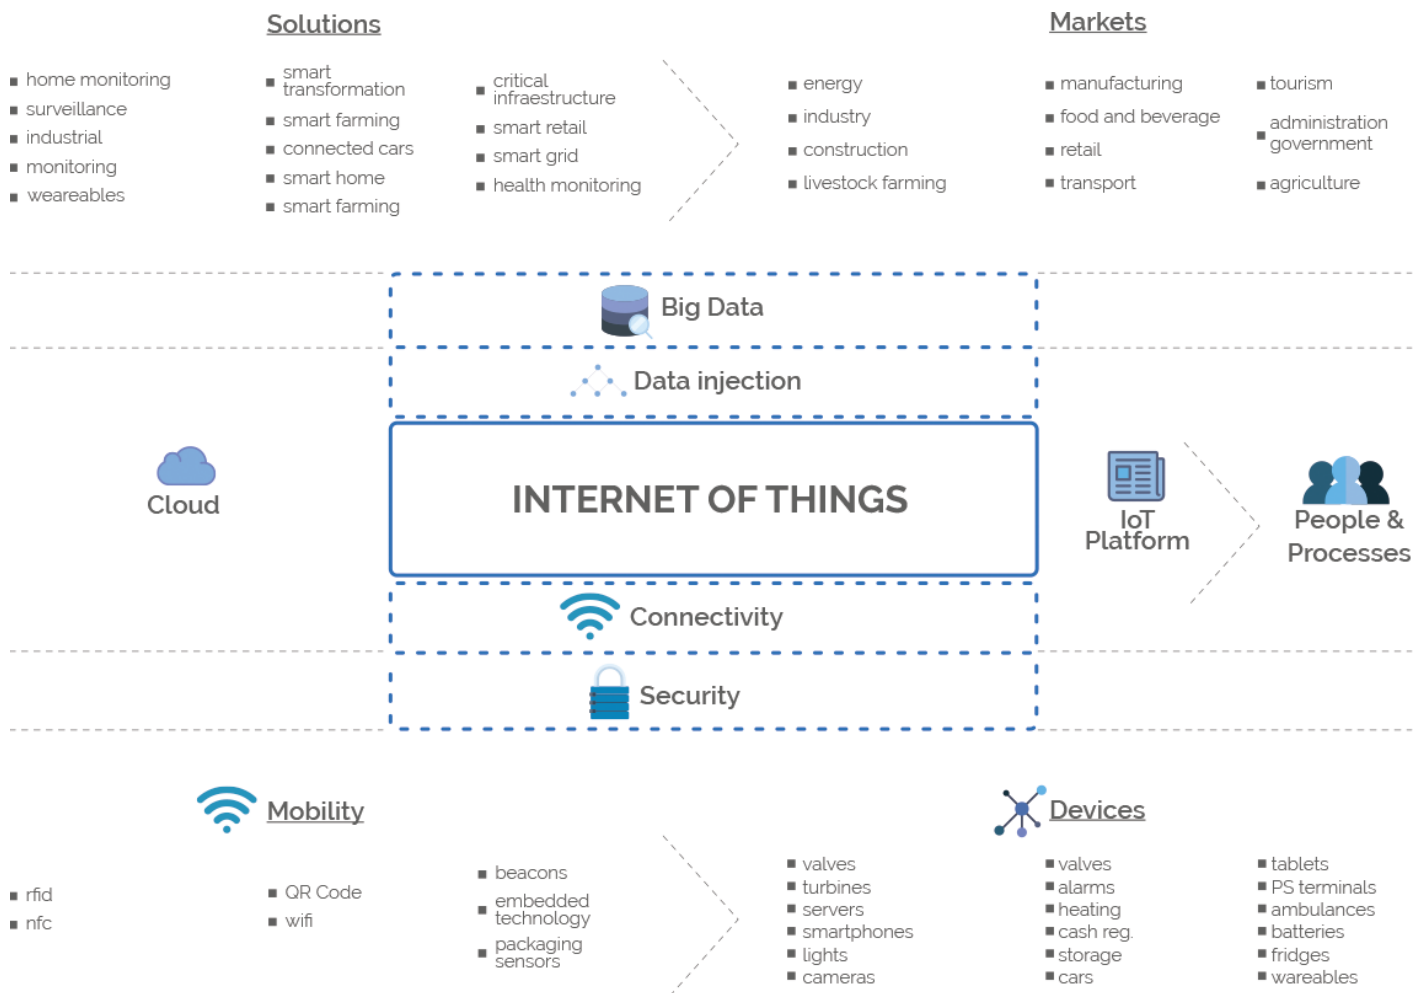 Solutions
home monitoring
surveillance
industrial
monitoring
weareables
smart
transformation
smart farming
connected cars
smart home
smart farming
critical
infraestructure
smart retail
smart grid
health monitoring
Markets
energy
industry
construction
livestock farming
manufacturing
food and beverage
retail
transport
tourism
administration
government
agriculture
Big Data
Data injection
Cloud
INTERNET OF THINGS
IoT
Platform
People &
Processes
Connectivity
Security
Mobility
rfid
nfc
QR Code
wifi
beacons
embedded
technology
packaging
sensors
Devices
valves
turbines
servers
smartphones
lights
cameras
valves
alarms
heating
cash reg.
storage
cars
tablets
PS terminals
ambulances
batteries
fridges
wareables